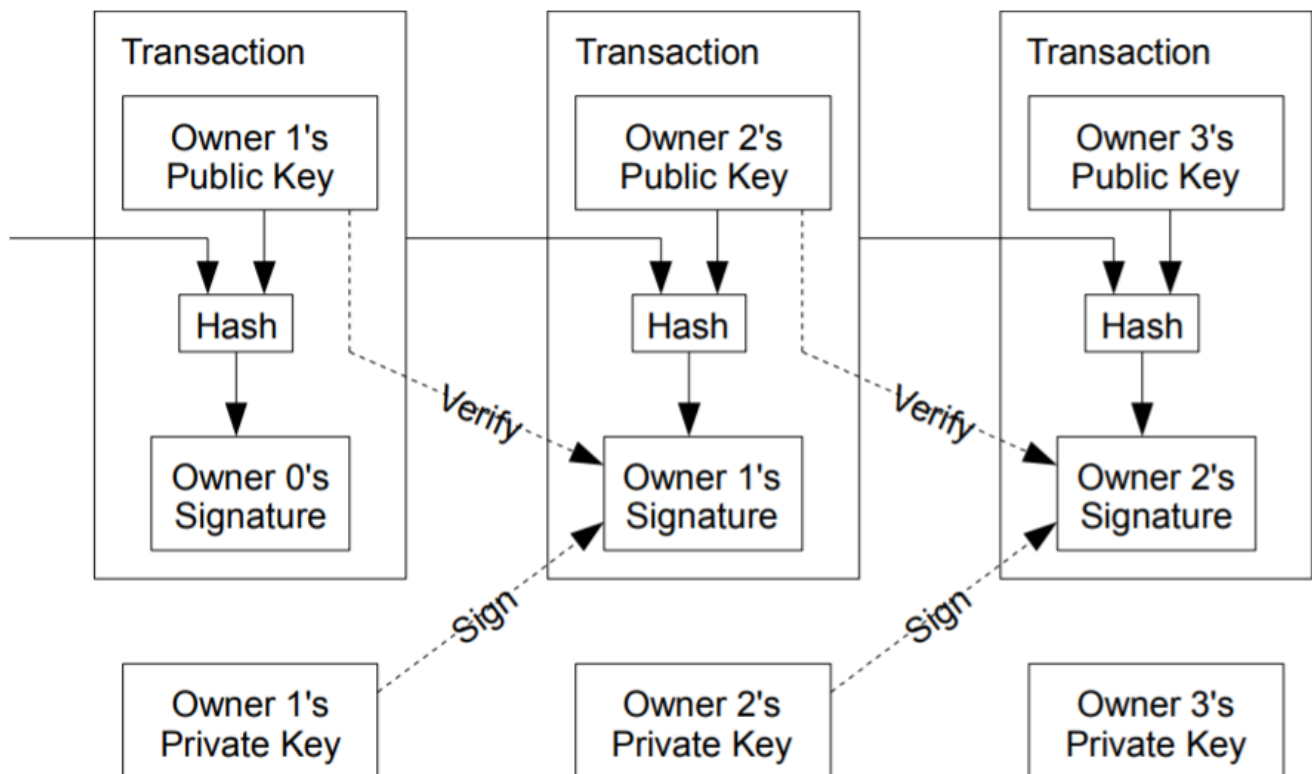 Transaction
Owner 1's
Public Key
Hash
Owner 0's
Signature
Transaction
Owner 2's
Public Key
Hash
Verify
Owner 1's
Signature
Sign
Transaction
Owner 3's
Public Key
Hash
Verify
Owner 2's
Signature
Sign
Owner 1's
Private Key
Owner 2's
Private Key
Owner 3's
Private Key